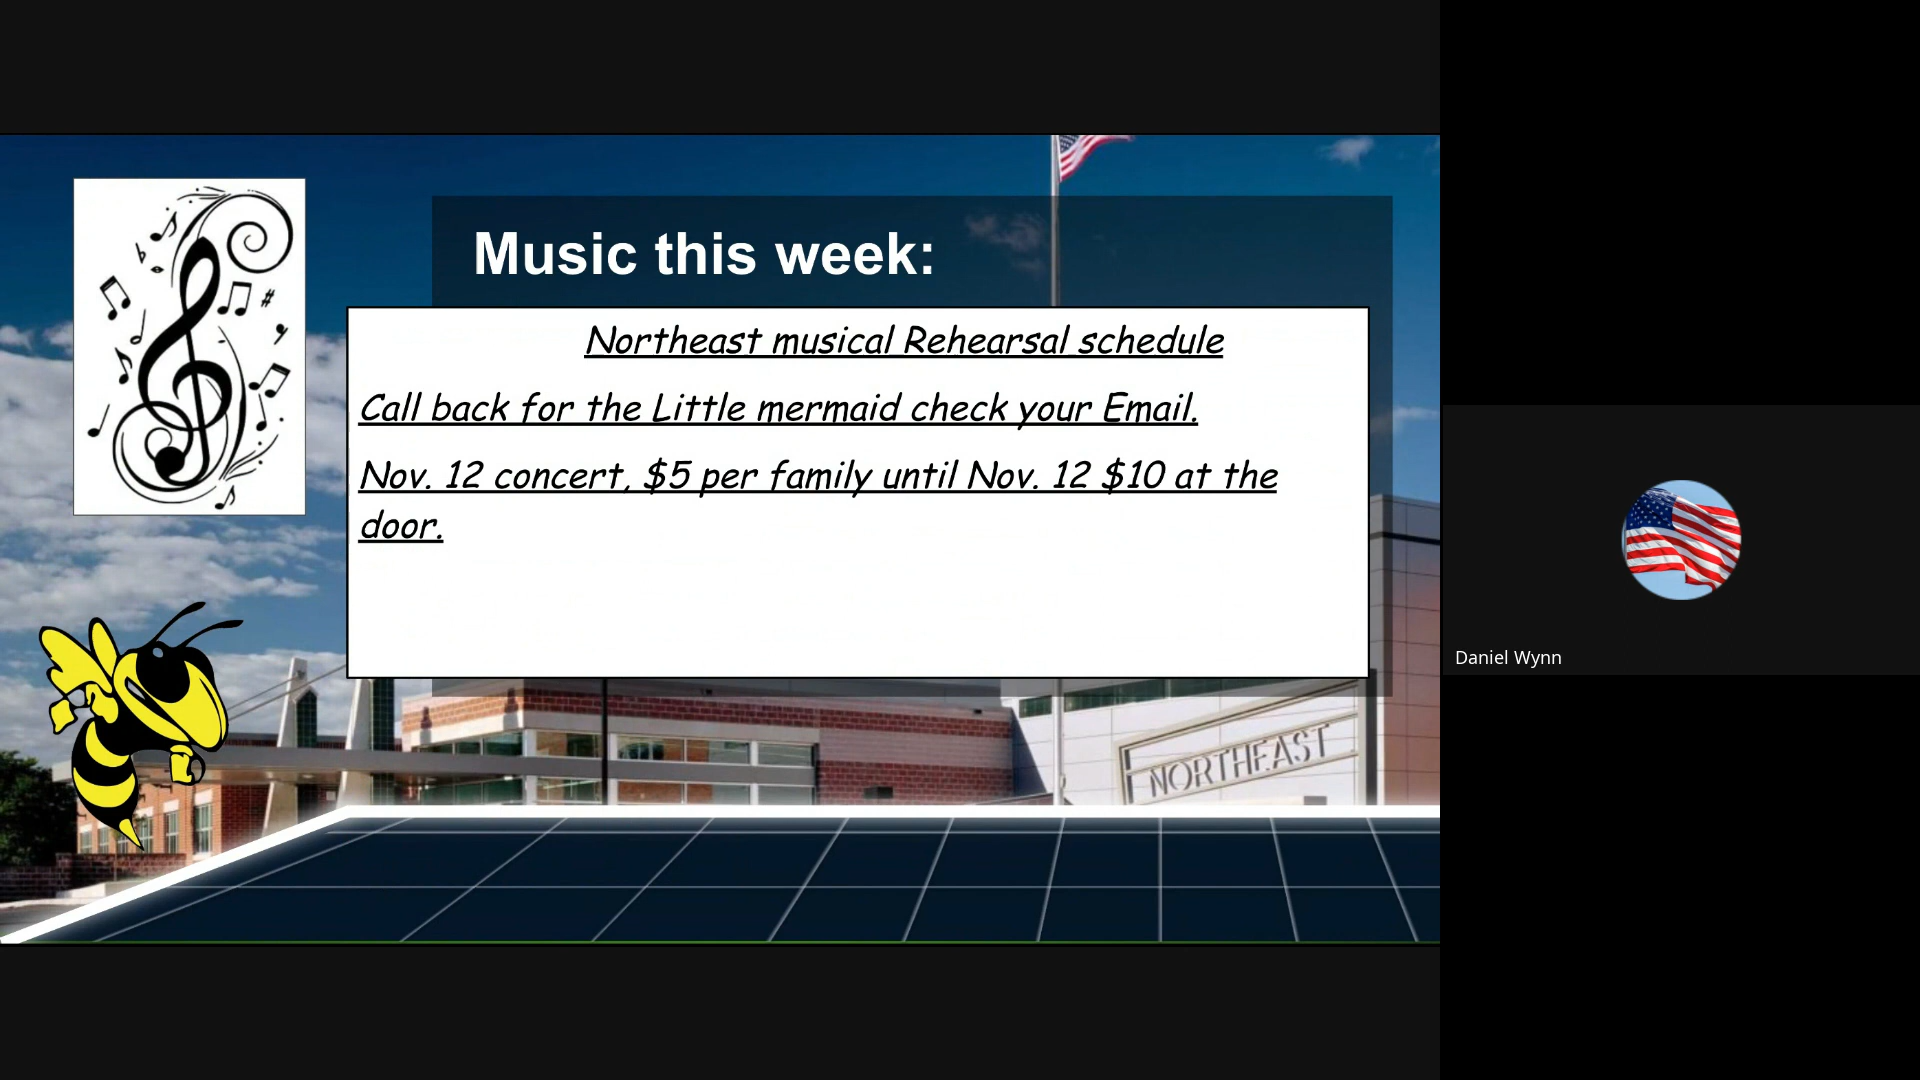 Music this week:
Northeast musical Rehearsal schedule
Call back for the Little mermaid check your Email.
Nov. 12 concert, $5 per family until Nov. 12 $10 at the
door.
NORTHEAST
Daniel Wynn